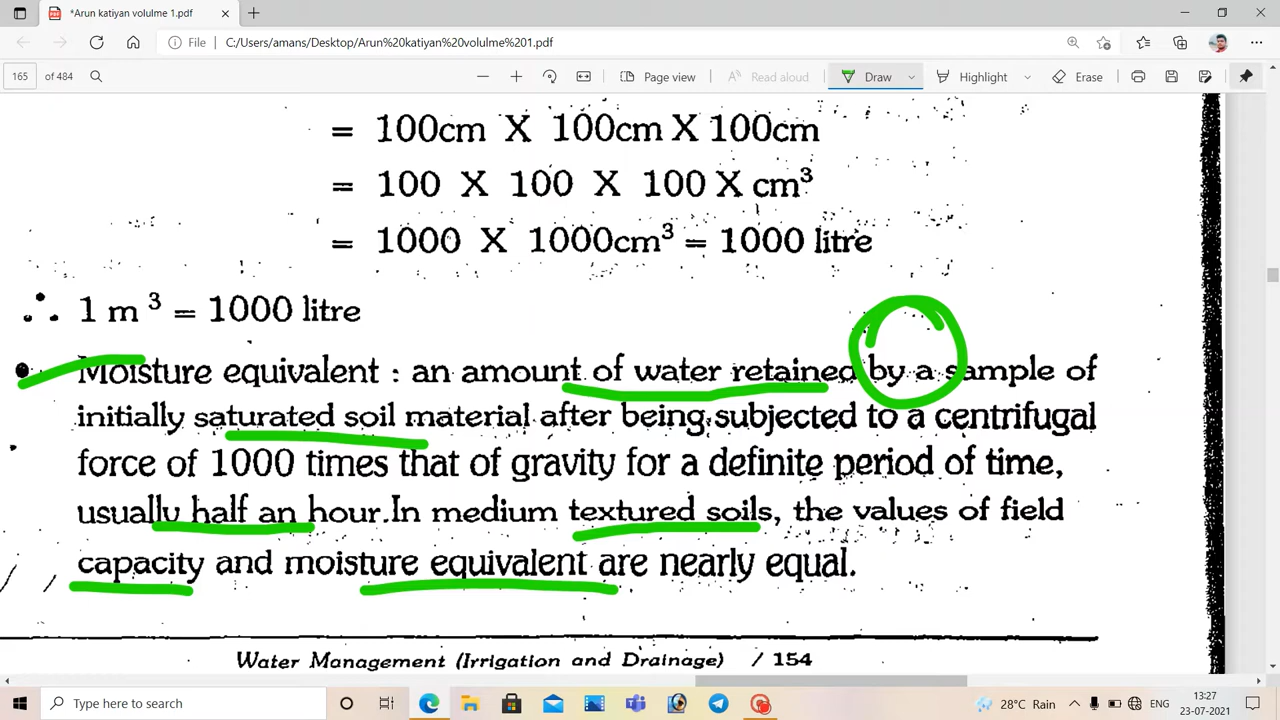 *Arun katiyan volulme 1.pdf
File C:/Users/amans/Desktop/Arun%20katiyan%20volulme%201.pdf
165 of 484 Page view Read aloud Draw Highlight Erase
= 100cm X 100cm X 100cm
= 100 X 100 X 100 X cm³
= 1000 X 1000cm³ = 1000 litre
∴ 1 m³ = 1000 litre
• Moisture equivalent : an amount of water retained by a sample of
initially saturated soil material after being subjected to a centrifugal
force of 1000 times that of gravity for a definite period of time,
usually half an hour.In medium textured soils, the values of field
capacity and moisture equivalent are nearly equal.
Water Management (Irrigation and Drainage) / 154
Type here to search 28°C Rain ENG 13:27
23-07-2021